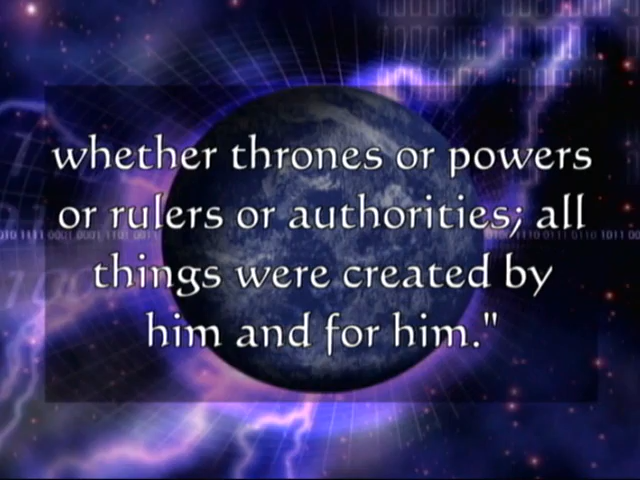 whether thrones or powers
or rulers or authorities; all
things were created by
him and for him."